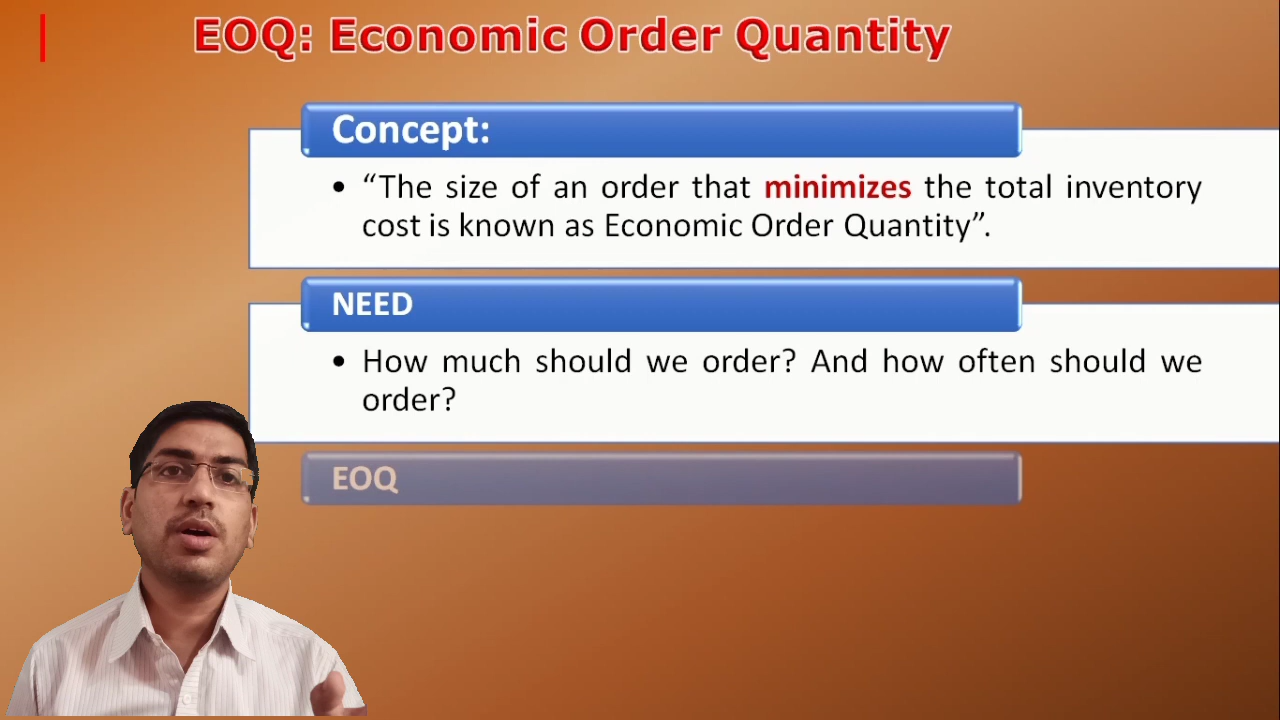 EOQ: Economic Order Quantity
Concept:
• “The size of an order that minimizes the total inventory
cost is known as Economic Order Quantity”.
NEED
• How much should we order? And how often should we
order?
EOQ